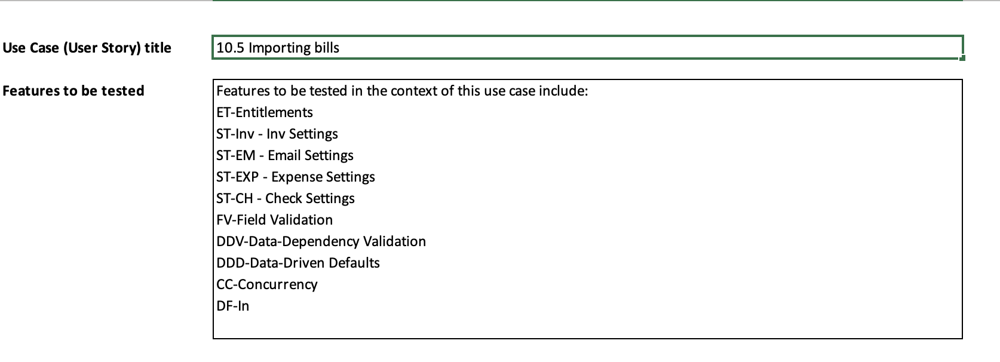 Use Case (User Story) title
10.5 Importing bills
Features to be tested
Features to be tested in the context of this use case include:
ET-Entitlements
ST-Inv - Inv Settings
ST-EM - Email Settings
ST-EXP - Expense Settings
ST-CH - Check Settings
FV-Field Validation
DDV-Data-Dependency Validation
DDD-Data-Driven Defaults
CC-Concurrency
DF-In